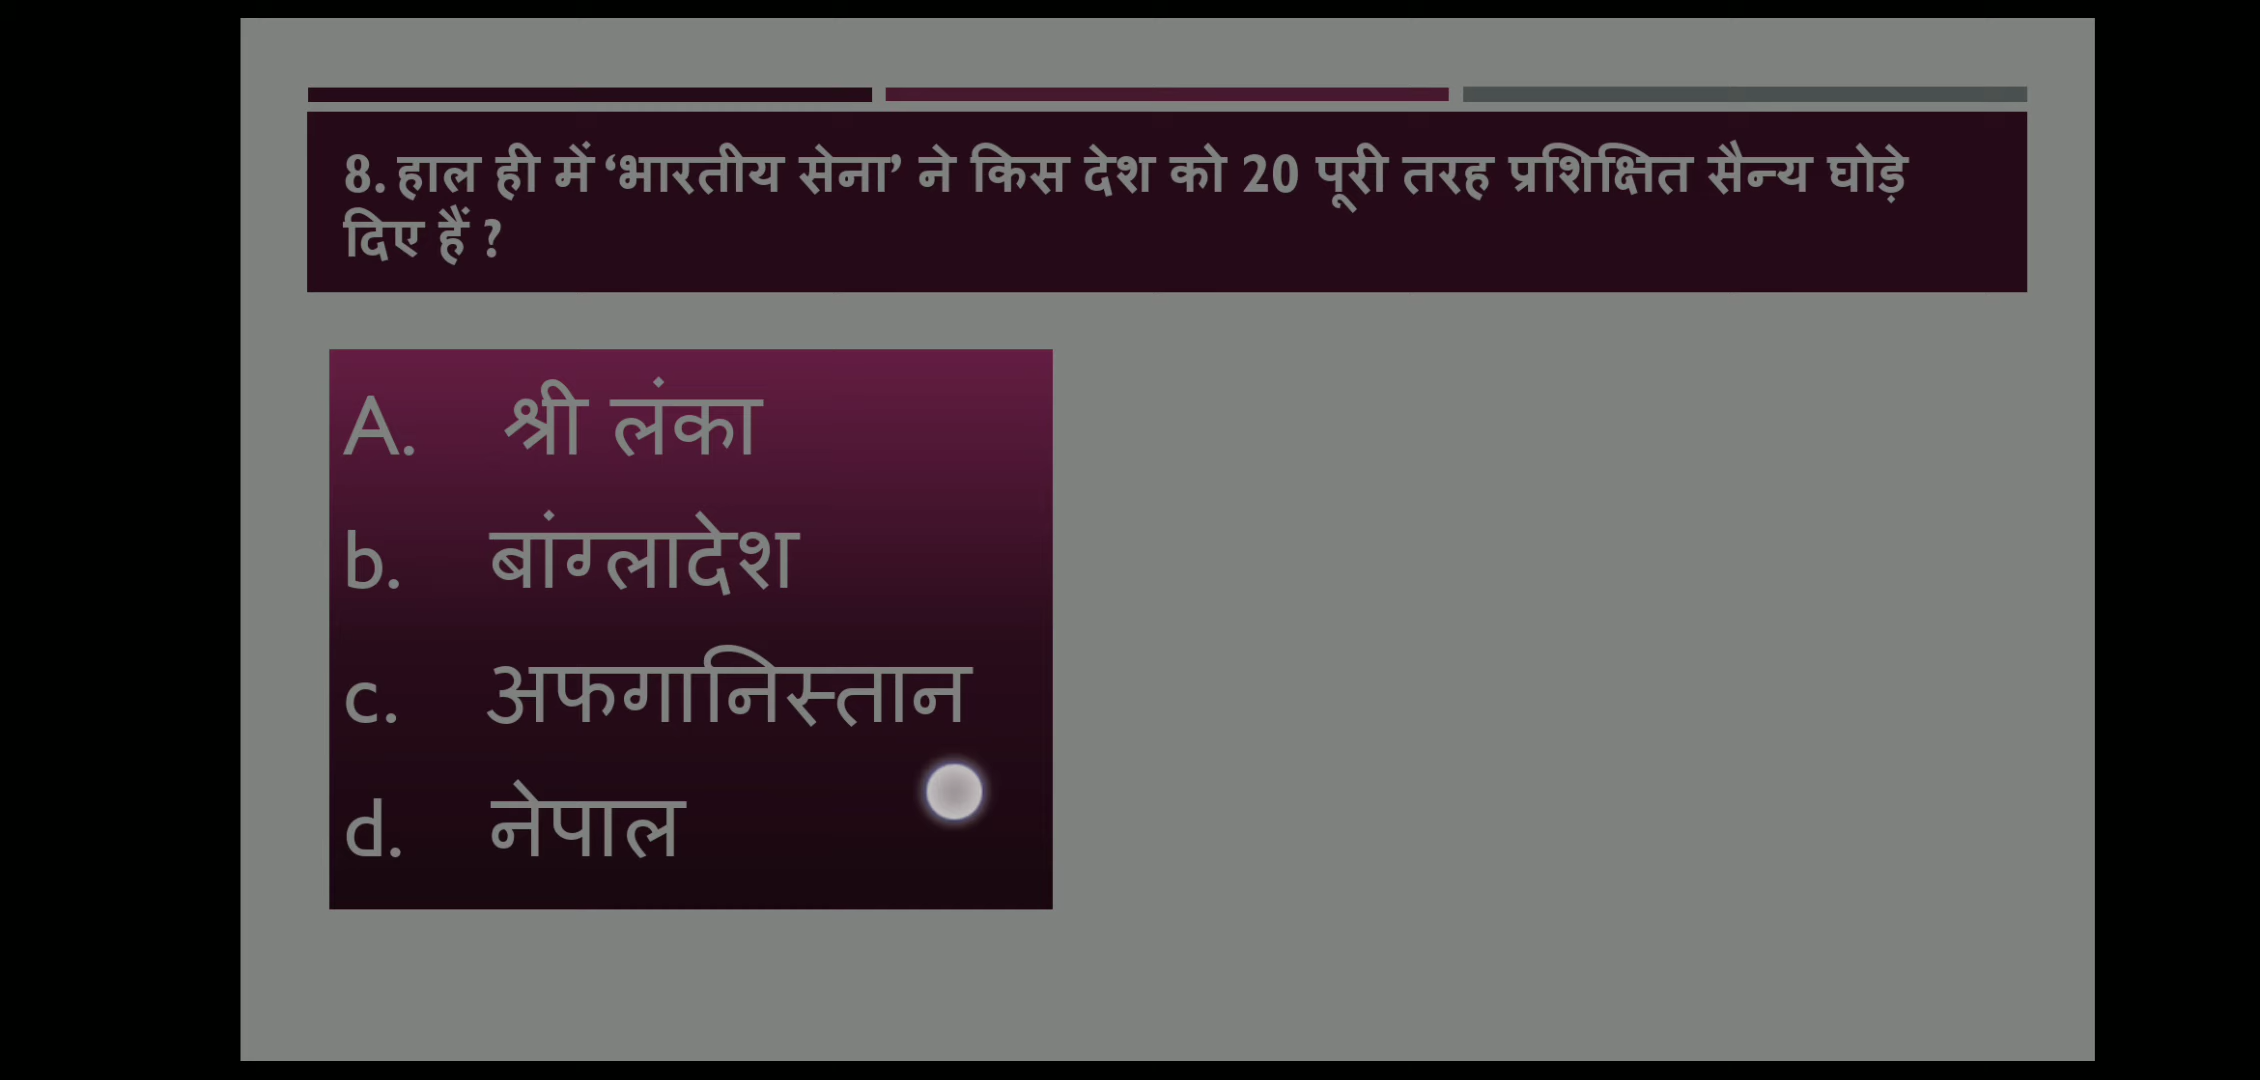 8. हाल ही में ‘भारतीय सेना’ ने किस देश को 20 पूरी तरह प्रशिक्षित सैन्य घोड़े
दिए हैं ?
A. श्री लंका
b. बांग्लादेश
c. अफगानिस्तान
d. नेपाल